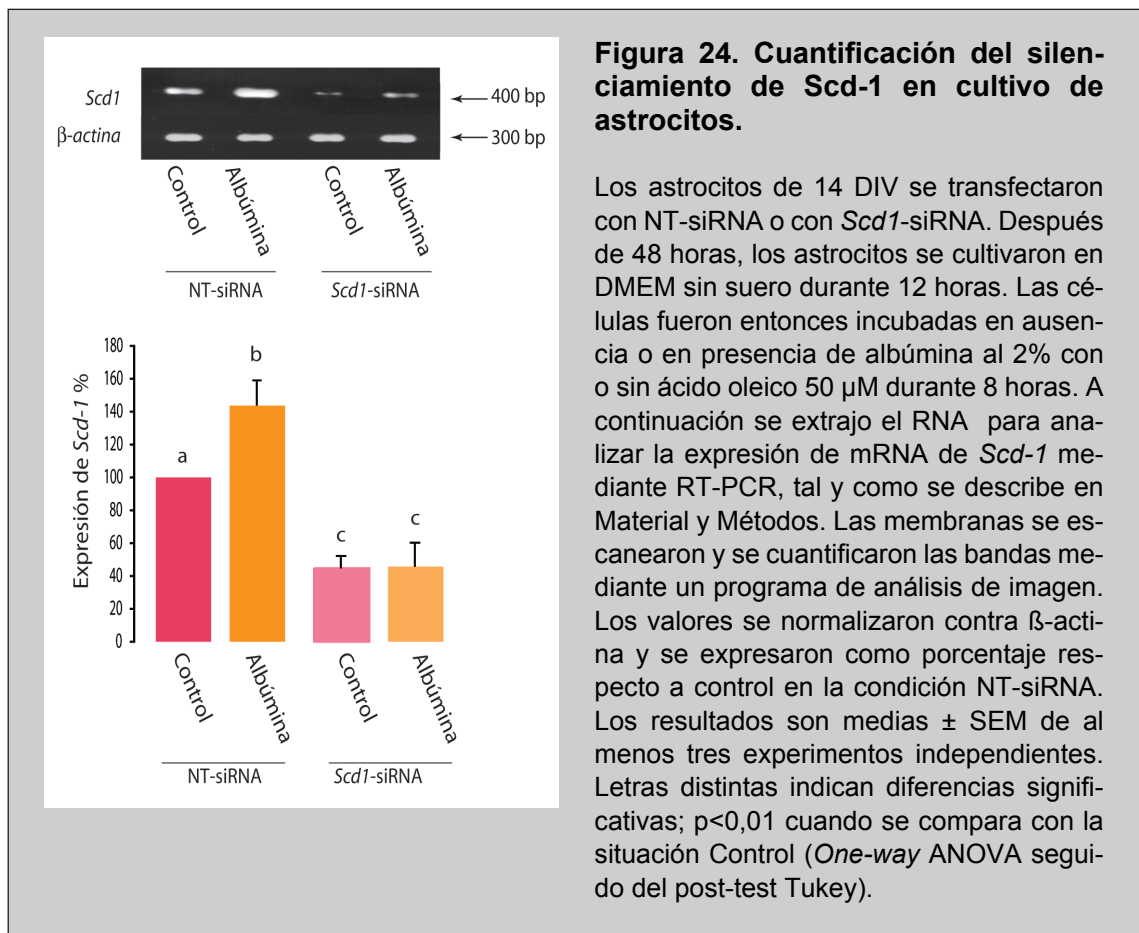 Scd1
400 bp
β-actina
300 bp
Control
Albúmina
Control
Albúmina
NT-siRNA
Scd1-siRNA
Expresión de Scd-1 %
180
160
140
120
100
80
60
40
20
0
a
b
c
c
Control
Albúmina
Control
Albúmina
NT-siRNA
Scd1-siRNA
Figura 24. Cuantificación del silen-
ciamiento de Scd-1 en cultivo de
astrocitos.
Los astrocitos de 14 DIV se transfectaron
con NT-siRNA o con Scd1-siRNA. Después
de 48 horas, los astrocitos se cultivaron en
DMEM sin suero durante 12 horas. Las cé-
lulas fueron entonces incubadas en ausen-
cia o en presencia de albúmina al 2% con
o sin ácido oleico 50 µM durante 8 horas. A
continuación se extrajo el RNA para ana-
lizar la expresión de mRNA de Scd-1 me-
diante RT-PCR, tal y como se describe en
Material y Métodos. Las membranas se es-
canearon y se cuantificaron las bandas me-
diante un programa de análisis de imagen.
Los valores se normalizaron contra ß-acti-
na y se expresaron como porcentaje res-
pecto a control en la condición NT-siRNA.
Los resultados son medias ± SEM de al
menos tres experimentos independientes.
Letras distintas indican diferencias signifi-
cativas; p<0,01 cuando se compara con la
situación Control (One-way ANOVA segui-
do del post-test Tukey).